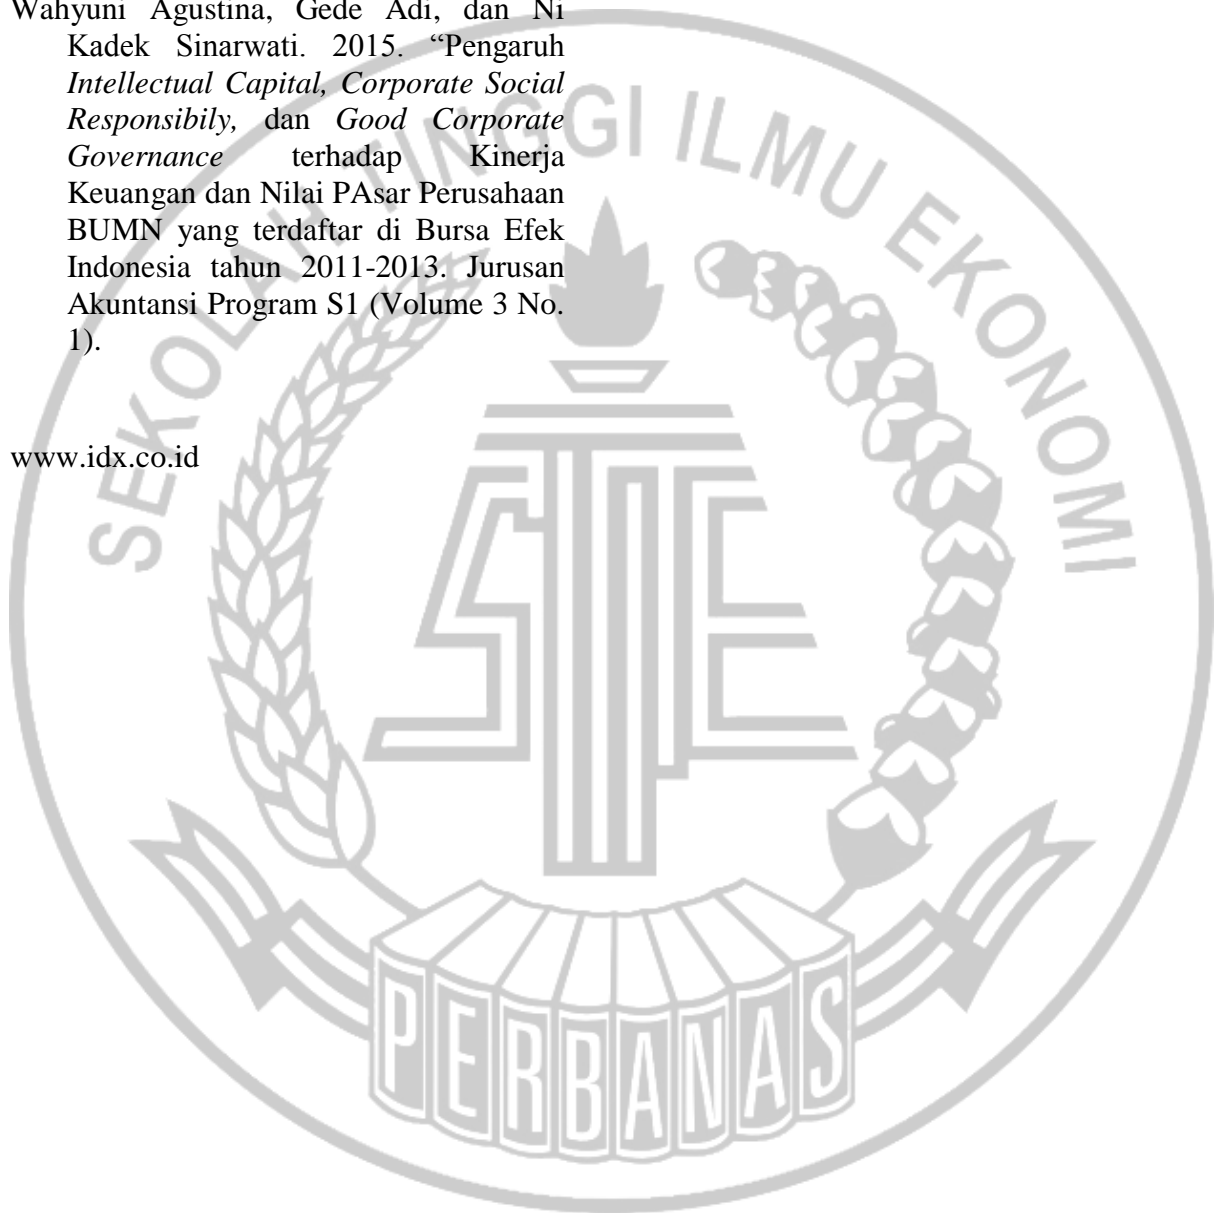 Wahyuni Agustina, Gede Adi, dan Ni
Kadek Sinarwati. 2015. “Pengaruh
Intellectual Capital, Corporate Social
Responsibily, dan Good Corporate
Governance terhadap Kinerja
Keuangan dan Nilai PAsar Perusahaan
BUMN yang terdaftar di Bursa Efek
Indonesia tahun 2011-2013. Jurusan
Akuntansi Program S1 (Volume 3 No.
1).
www.idx.co.id
SEKOLAH TINGGI ILMU EKONOMI
STIE
PERBANAS